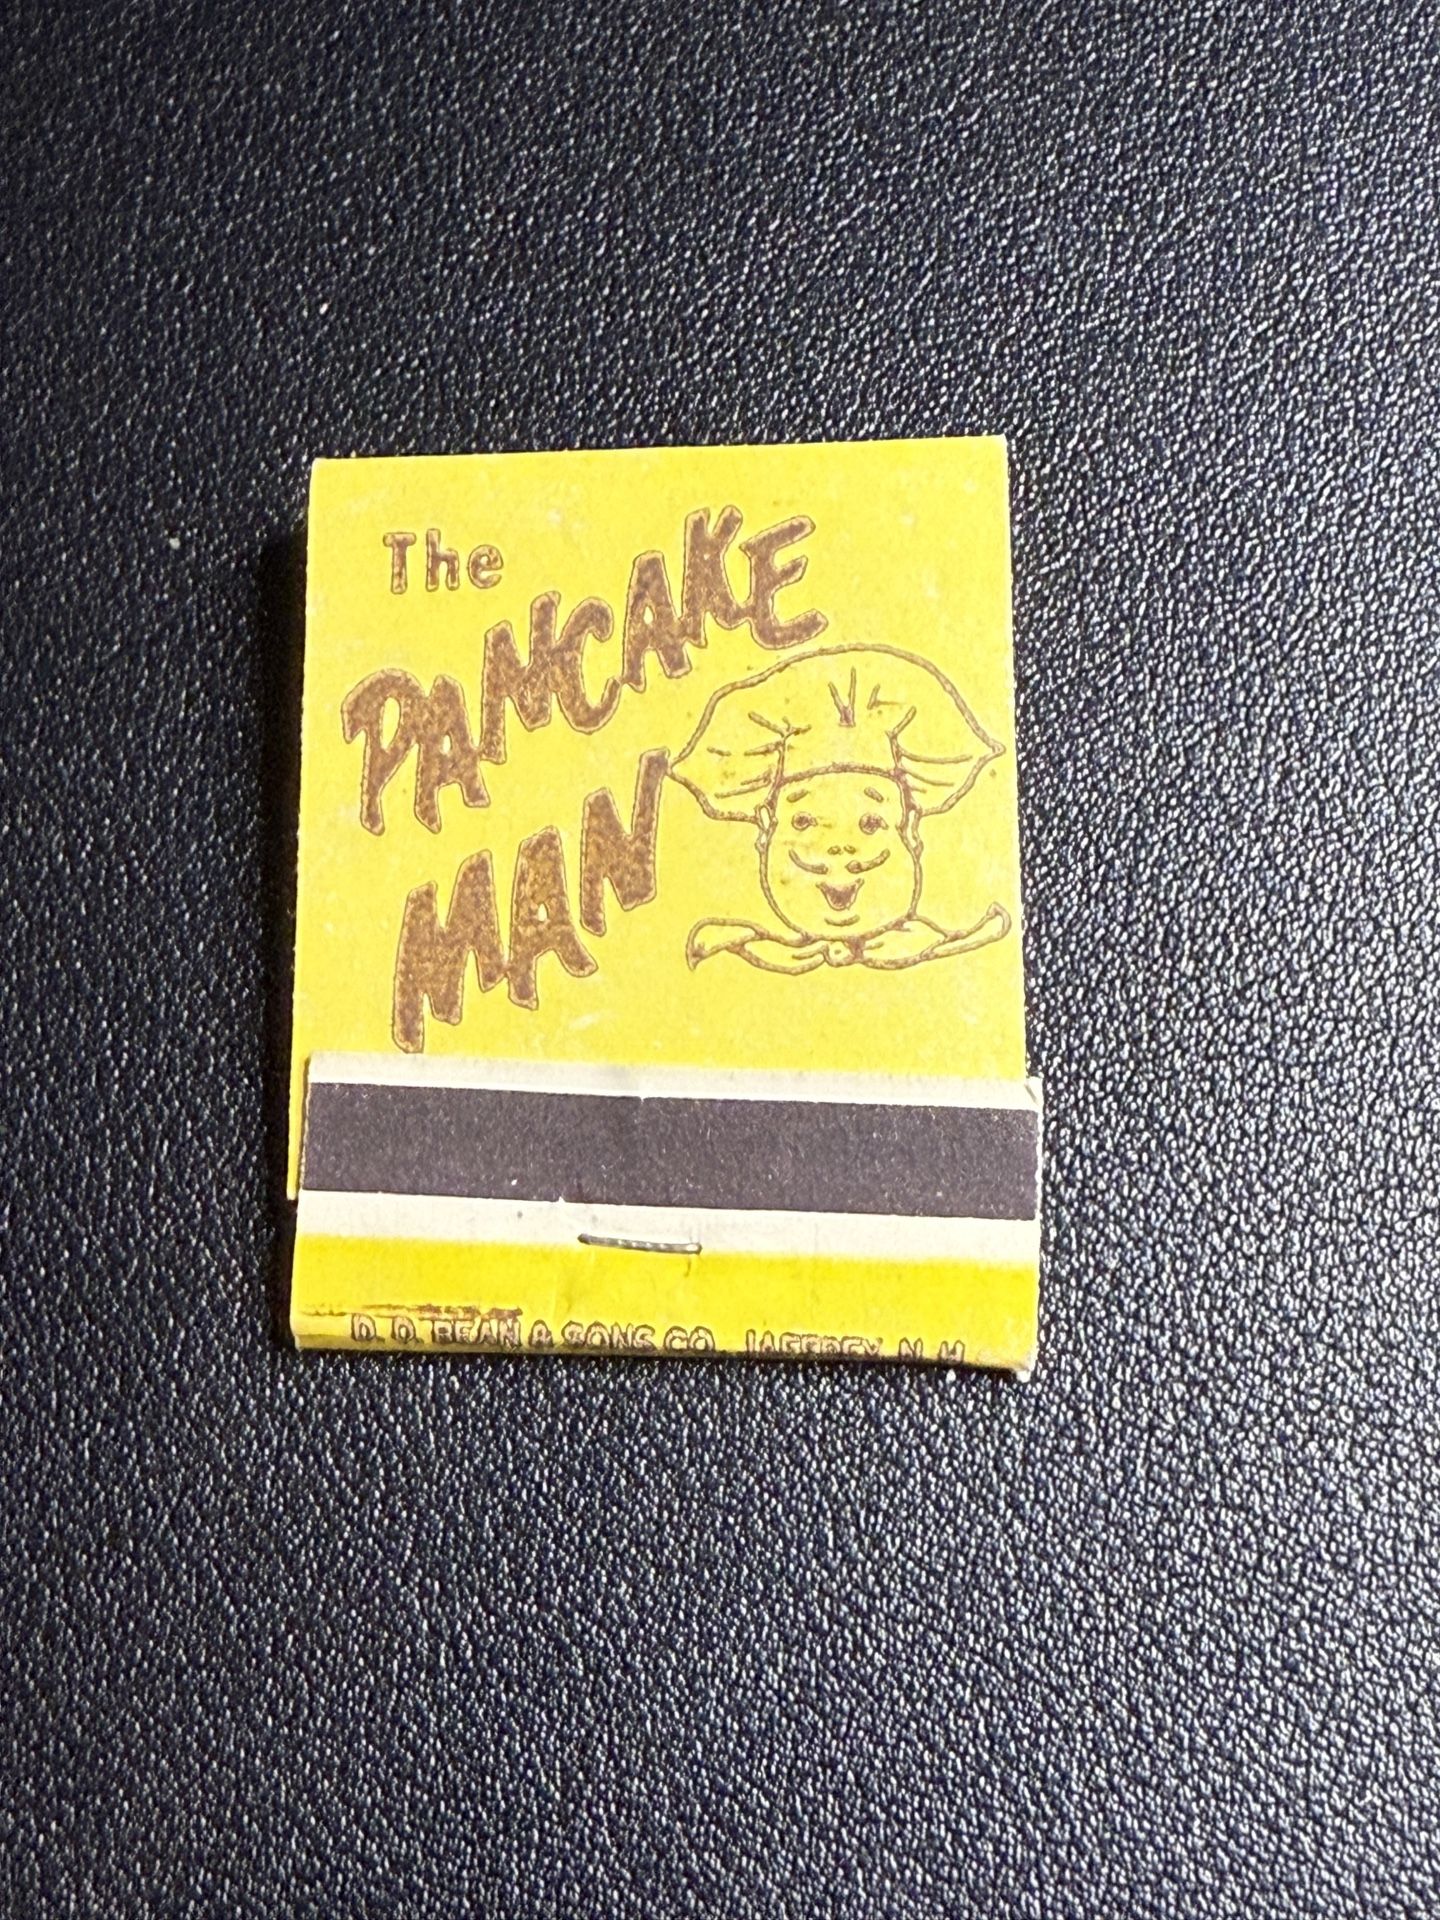 The
PANCAKE
MAN
D. D. BEAN & SONS CO., JAFFREY, N. H.